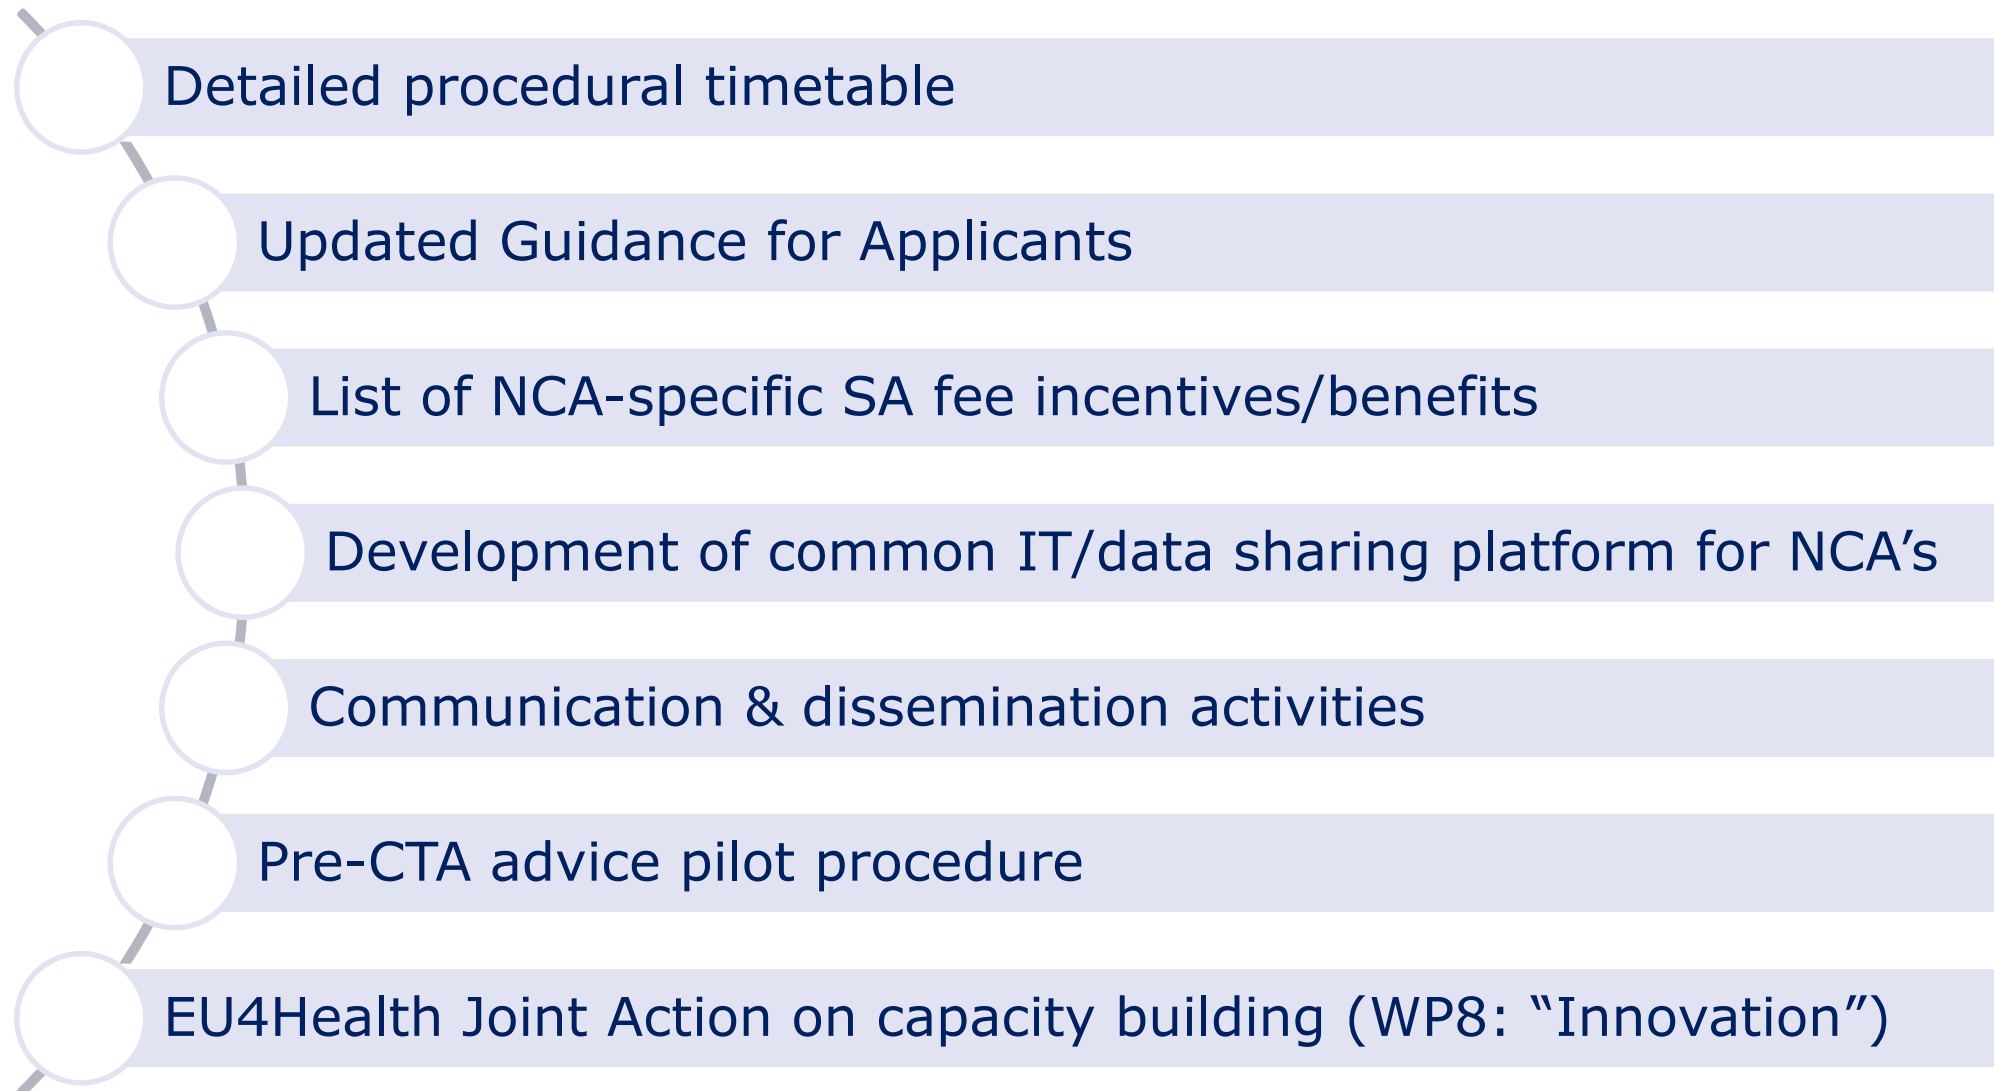 Detailed procedural timetable
Updated Guidance for Applicants
List of NCA-specific SA fee incentives/benefits
Development of common IT/data sharing platform for NCA’s
Communication & dissemination activities
Pre-CTA advice pilot procedure
EU4Health Joint Action on capacity building (WP8: “Innovation”)